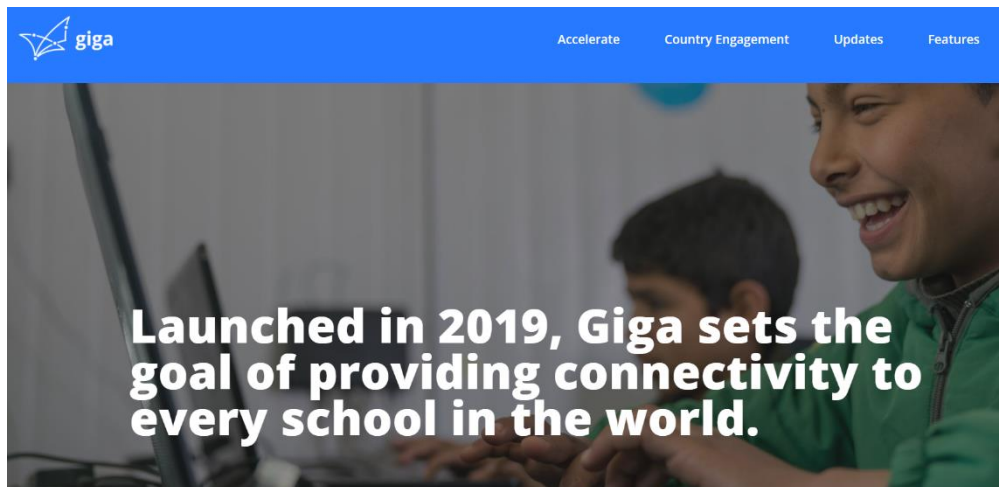 giga
Accelerate
Country Engagement
Updates
Features
Launched in 2019, Giga sets the
goal of providing connectivity to
every school in the world.